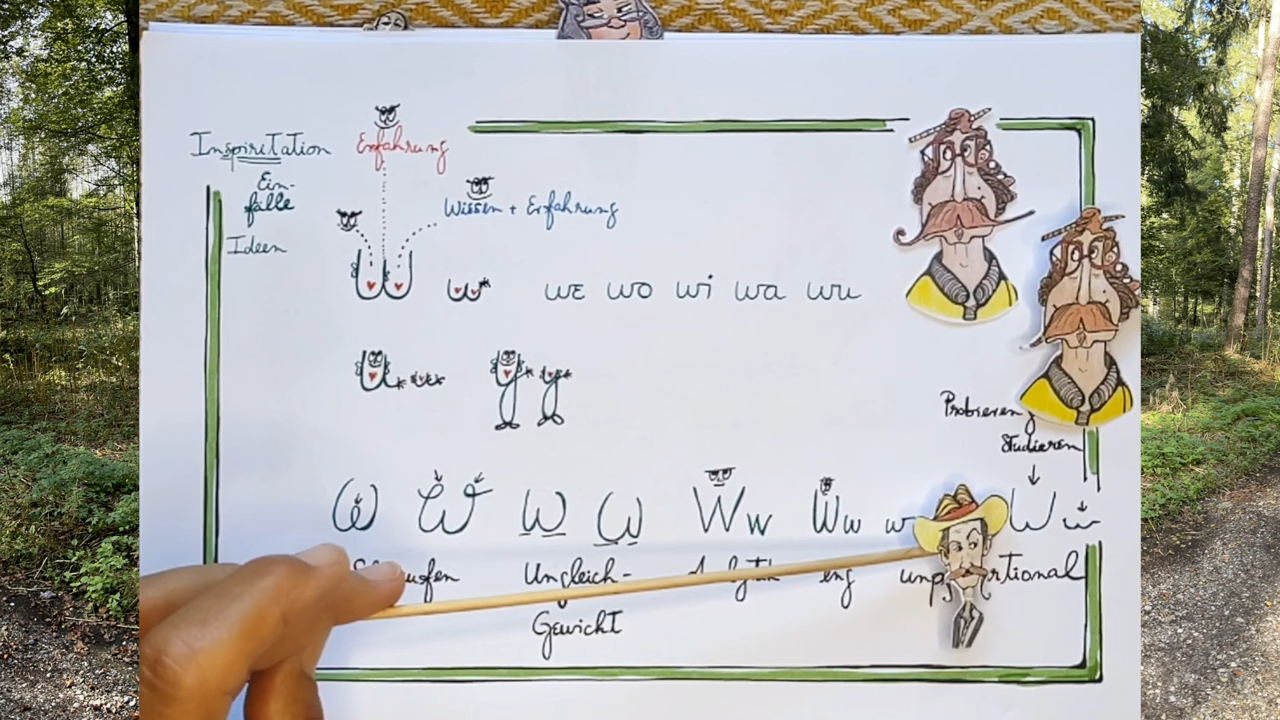 Inspiritation
Erfahrung
Ein-
fälle
Wissen + Erfahrung
Ideen
we wo wi wa wu
Probieren
Studieren
W W W W W w W w w W w
Ungleich-
eng
Gewicht